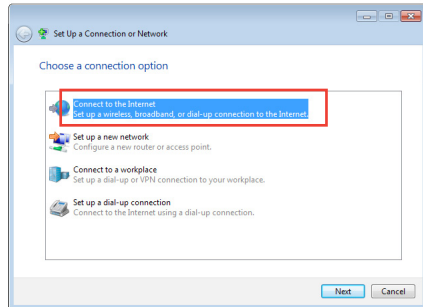 Set Up a Connection or Network
Choose a connection option
Connect to the Internet
Set up a wireless, broadband, or dial-up connection to the Internet.
Set up a new network
Configure a new router or access point.
Connect to a workplace
Set up a dial-up or VPN connection to your workplace.
Set up a dial-up connection
Connect to the Internet using a dial-up connection.
Next Cancel